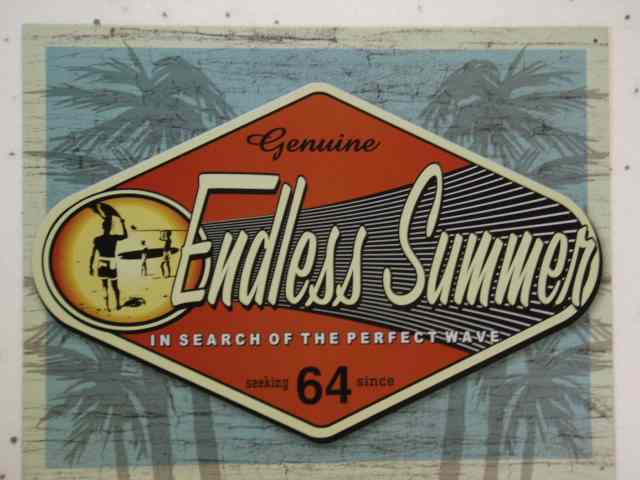 Genuine
Endless Summer
IN SEARCH OF THE PERFECT WAVE
seeking 64 since